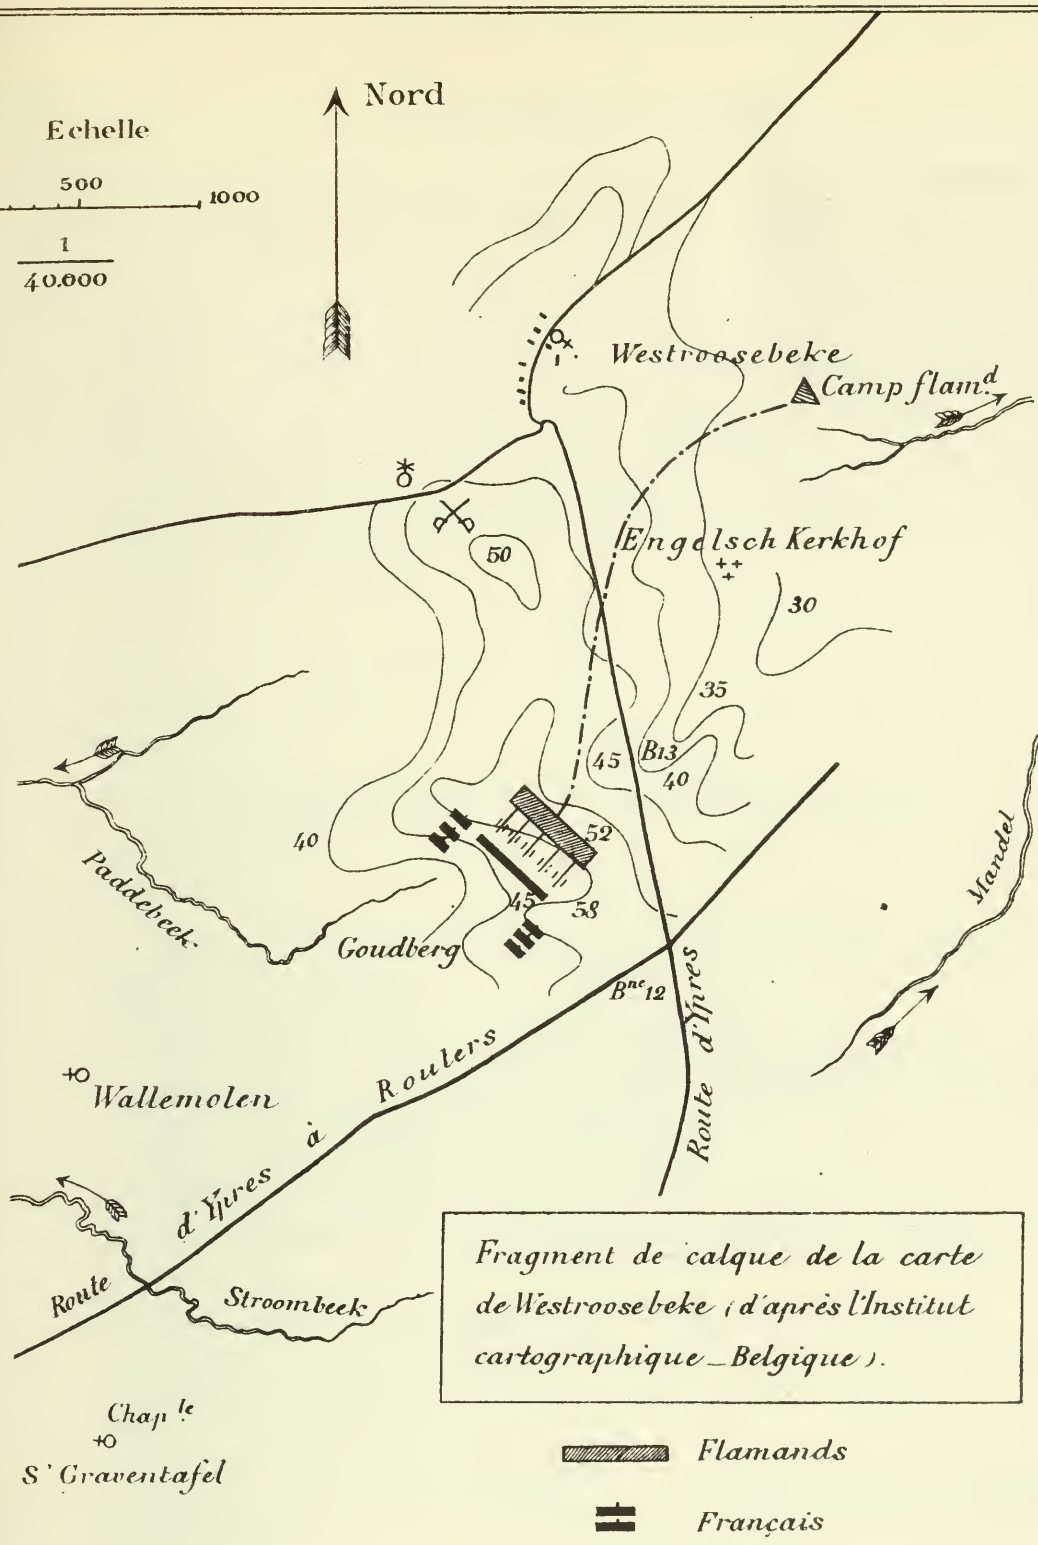 Nord
Echelle
500
1000
1
40.000
Westroosebeke
Camp flam.d
Engelsch Kerkhof
50
30
35
45
B13
40
40
52
Paddebeek
45
58
Goudberg
Mandel
Bne 12
Route d'Ypres
Wallemolen
Route d'Ypres à Roulers
Stroombeek
Fragment de calque de la carte
de Westroosebeke (d'après l'Institut
cartographique _ Belgique).
Chap.le
S' Graventafel
Flamands
Français